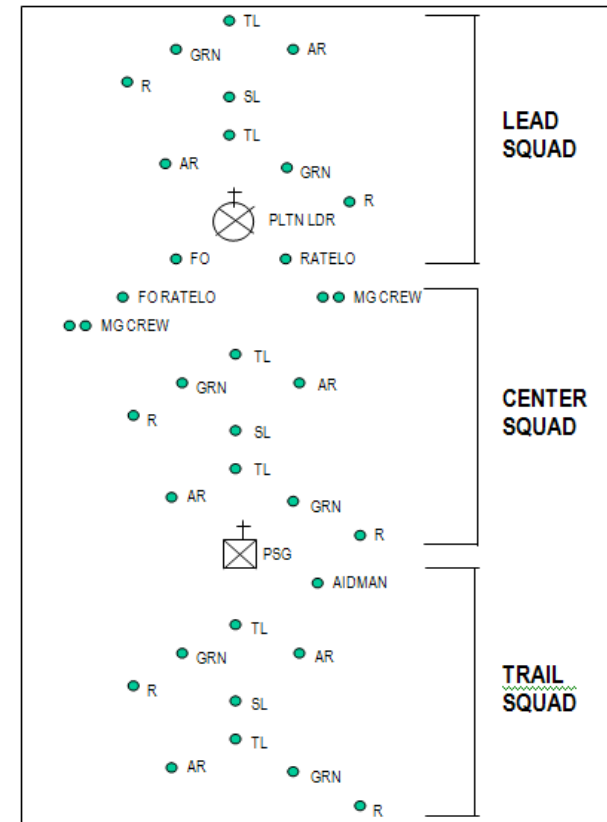 TL
GRN
AR
R
SL
TL
AR
GRN
R
PLTN LDR
FO
RATELO
LEAD
SQUAD
FO RATELO
MG CREW
MG CREW
TL
GRN
AR
R
SL
TL
AR
GRN
R
PSG
CENTER
SQUAD
AIDMAN
TL
GRN
AR
R
SL
TL
AR
GRN
R
TRAIL
SQUAD